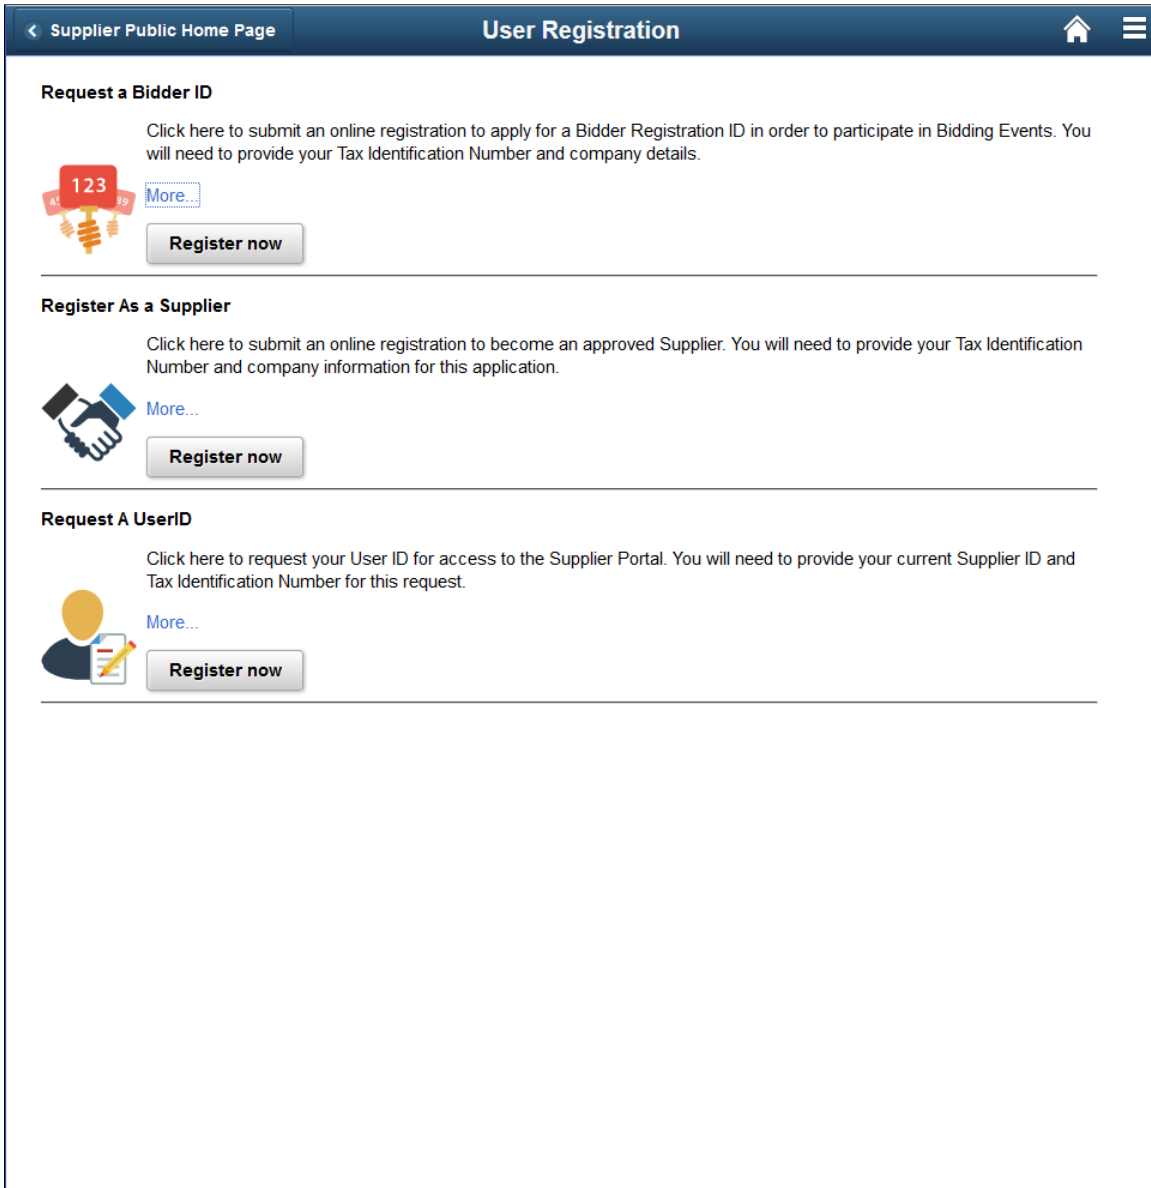 Supplier Public Home Page
User Registration
Request a Bidder ID
Click here to submit an online registration to apply for a Bidder Registration ID in order to participate in Bidding Events. You
will need to provide your Tax Identification Number and company details.
123
45
39
More...
Register now
Register As a Supplier
Click here to submit an online registration to become an approved Supplier. You will need to provide your Tax Identification
Number and company information for this application.
More...
Register now
Request A UserID
Click here to request your User ID for access to the Supplier Portal. You will need to provide your current Supplier ID and
Tax Identification Number for this request.
More...
Register now